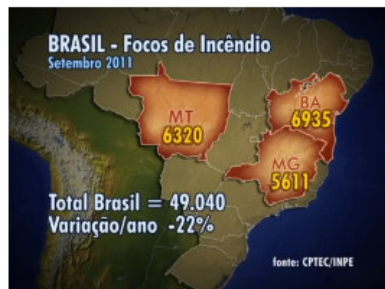 BRASIL - Focos de Incêndio
Setembro 2011
MT
6320
BA
6935
MG
5611
Total Brasil = 49.040
Variação/ano -22%
fonte: CPTEC/INPE